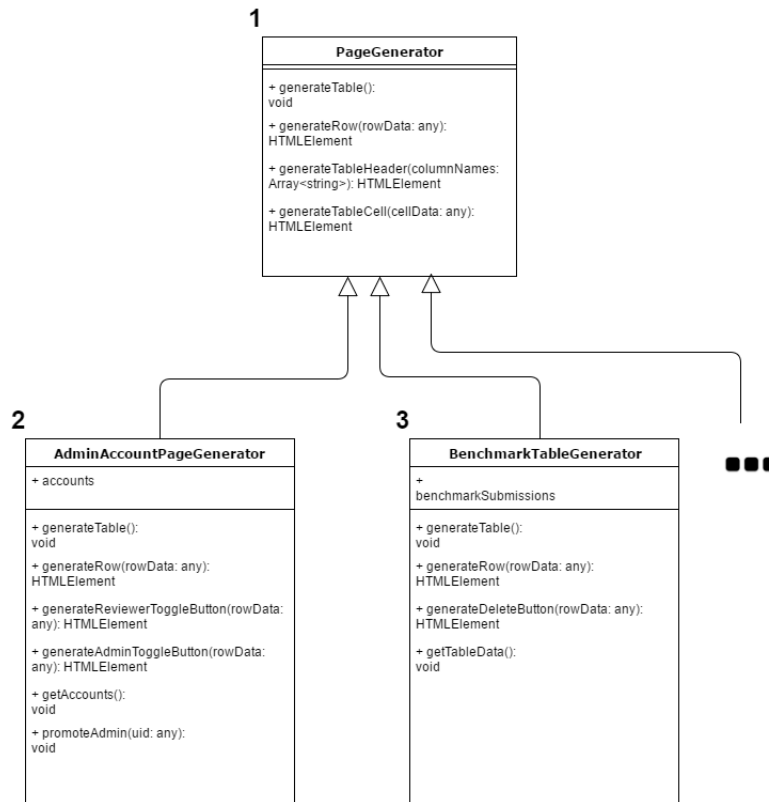 1
PageGenerator
+ generateTable():
void
+ generateRow(rowData: any):
HTMLElement
+ generateTableHeader(columnNames:
Array<string>): HTMLElement
+ generateTableCell(cellData: any):
HTMLElement
2
AdminAccountPageGenerator
+ accounts
+ generateTable():
void
+ generateRow(rowData: any):
HTMLElement
+ generateReviewerToggleButton(rowData:
any): HTMLElement
+ generateAdminToggleButton(rowData:
any): HTMLElement
+ getAccounts():
void
+ promoteAdmin(uid: any):
void
3
BenchmarkTableGenerator
+
benchmarkSubmissions
+ generateTable():
void
+ generateRow(rowData: any):
HTMLElement
+ generateDeleteButton(rowData: any):
HTMLElement
+ getTableData():
void
...